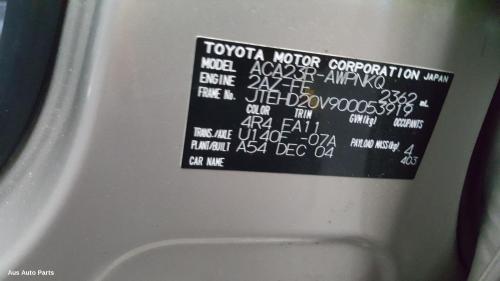 TOYOTA MOTOR CORPORATION JAPAN
MODEL ACA23R-AWPNKQ
ENGINE 2AZ-FE 2362 mL
FRAME No. JTEHD20V900053919
COLOR TRIM GVM(kg) OCCUPANTS
4R4 FA11
TRANS./AXLE U140F -07A PAYLOAD MASS(kg) 4
PLANT/BUILT A54 DEC 04 403
CAR NAME
Aus Auto Parts